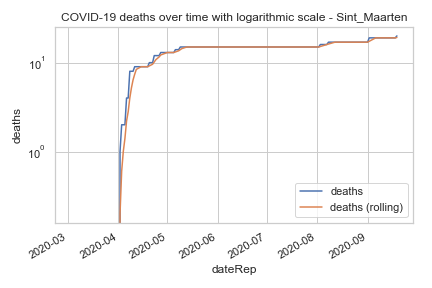 COVID-19 deaths over time with logarithmic scale - Sint_Maarten
10¹
10⁰
deaths
deaths
deaths (rolling)
2020-03
2020-04
2020-05
2020-06
2020-07
2020-08
2020-09
dateRep